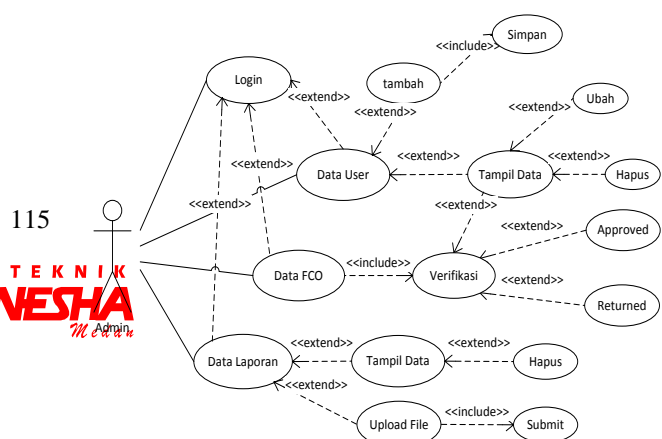 Simpan
<<include>>
Login
tambah
Ubah
<<extend>>
<<extend>>
<<extend>>
<<extend>>
<<extend>>
<<extend>>
Data User
Tampil Data
Hapus
<<extend>>
<<extend>>
115
<<extend>>
Approved
TEKNIK
Data FCO
<<include>>
Verifikasi
<<extend>>
NESHA
Returned
Medan
Admin
Data Laporan
<<extend>>
Tampil Data
<<extend>>
Hapus
<<extend>>
Upload File
<<include>>
Submit